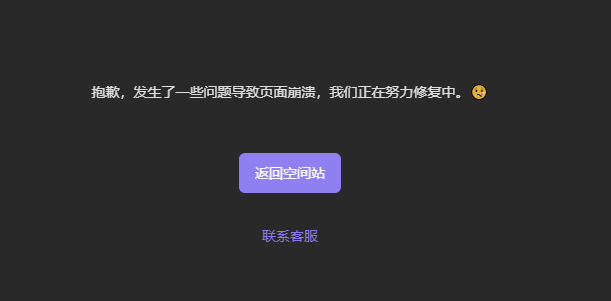 抱歉，发生了一些问题导致页面崩溃，我们正在努力修复中。😟
返回空间站
联系客服